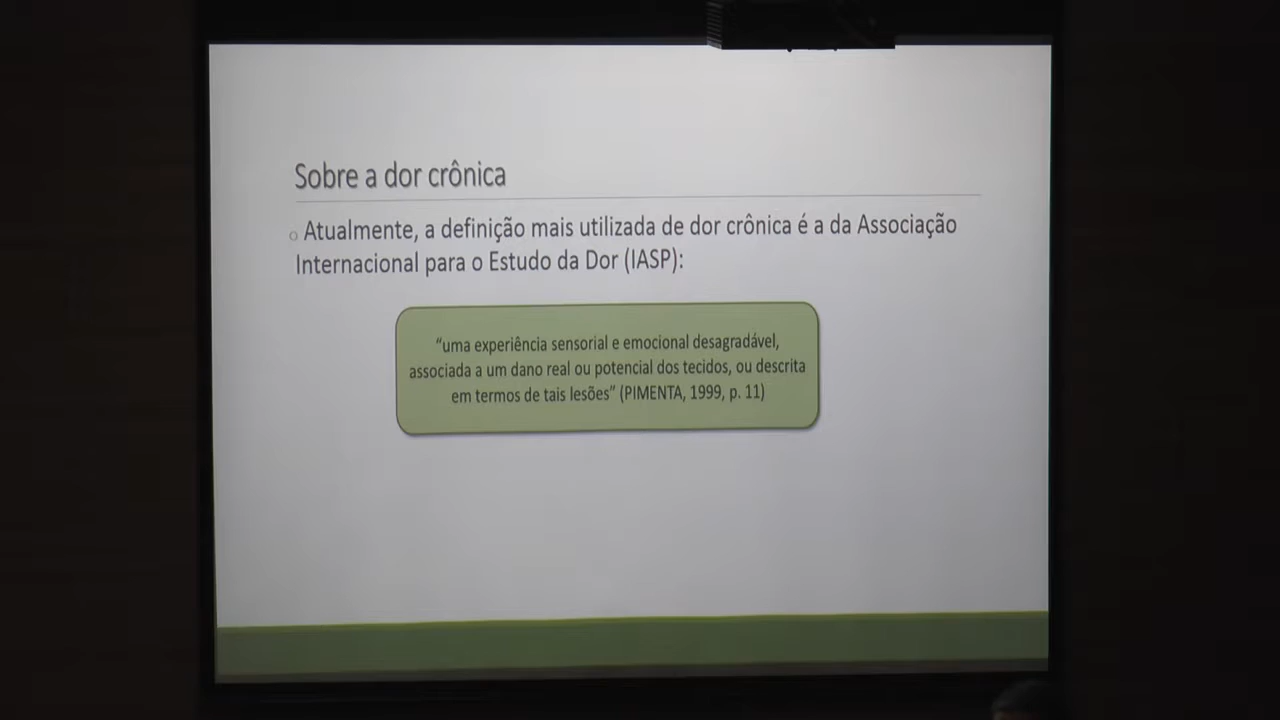 Sobre a dor crônica
o Atualmente, a definição mais utilizada de dor crônica é a da Associação
Internacional para o Estudo da Dor (IASP):
“uma experiência sensorial e emocional desagradável,
associada a um dano real ou potencial dos tecidos, ou descrita
em termos de tais lesões” (PIMENTA, 1999, p. 11)